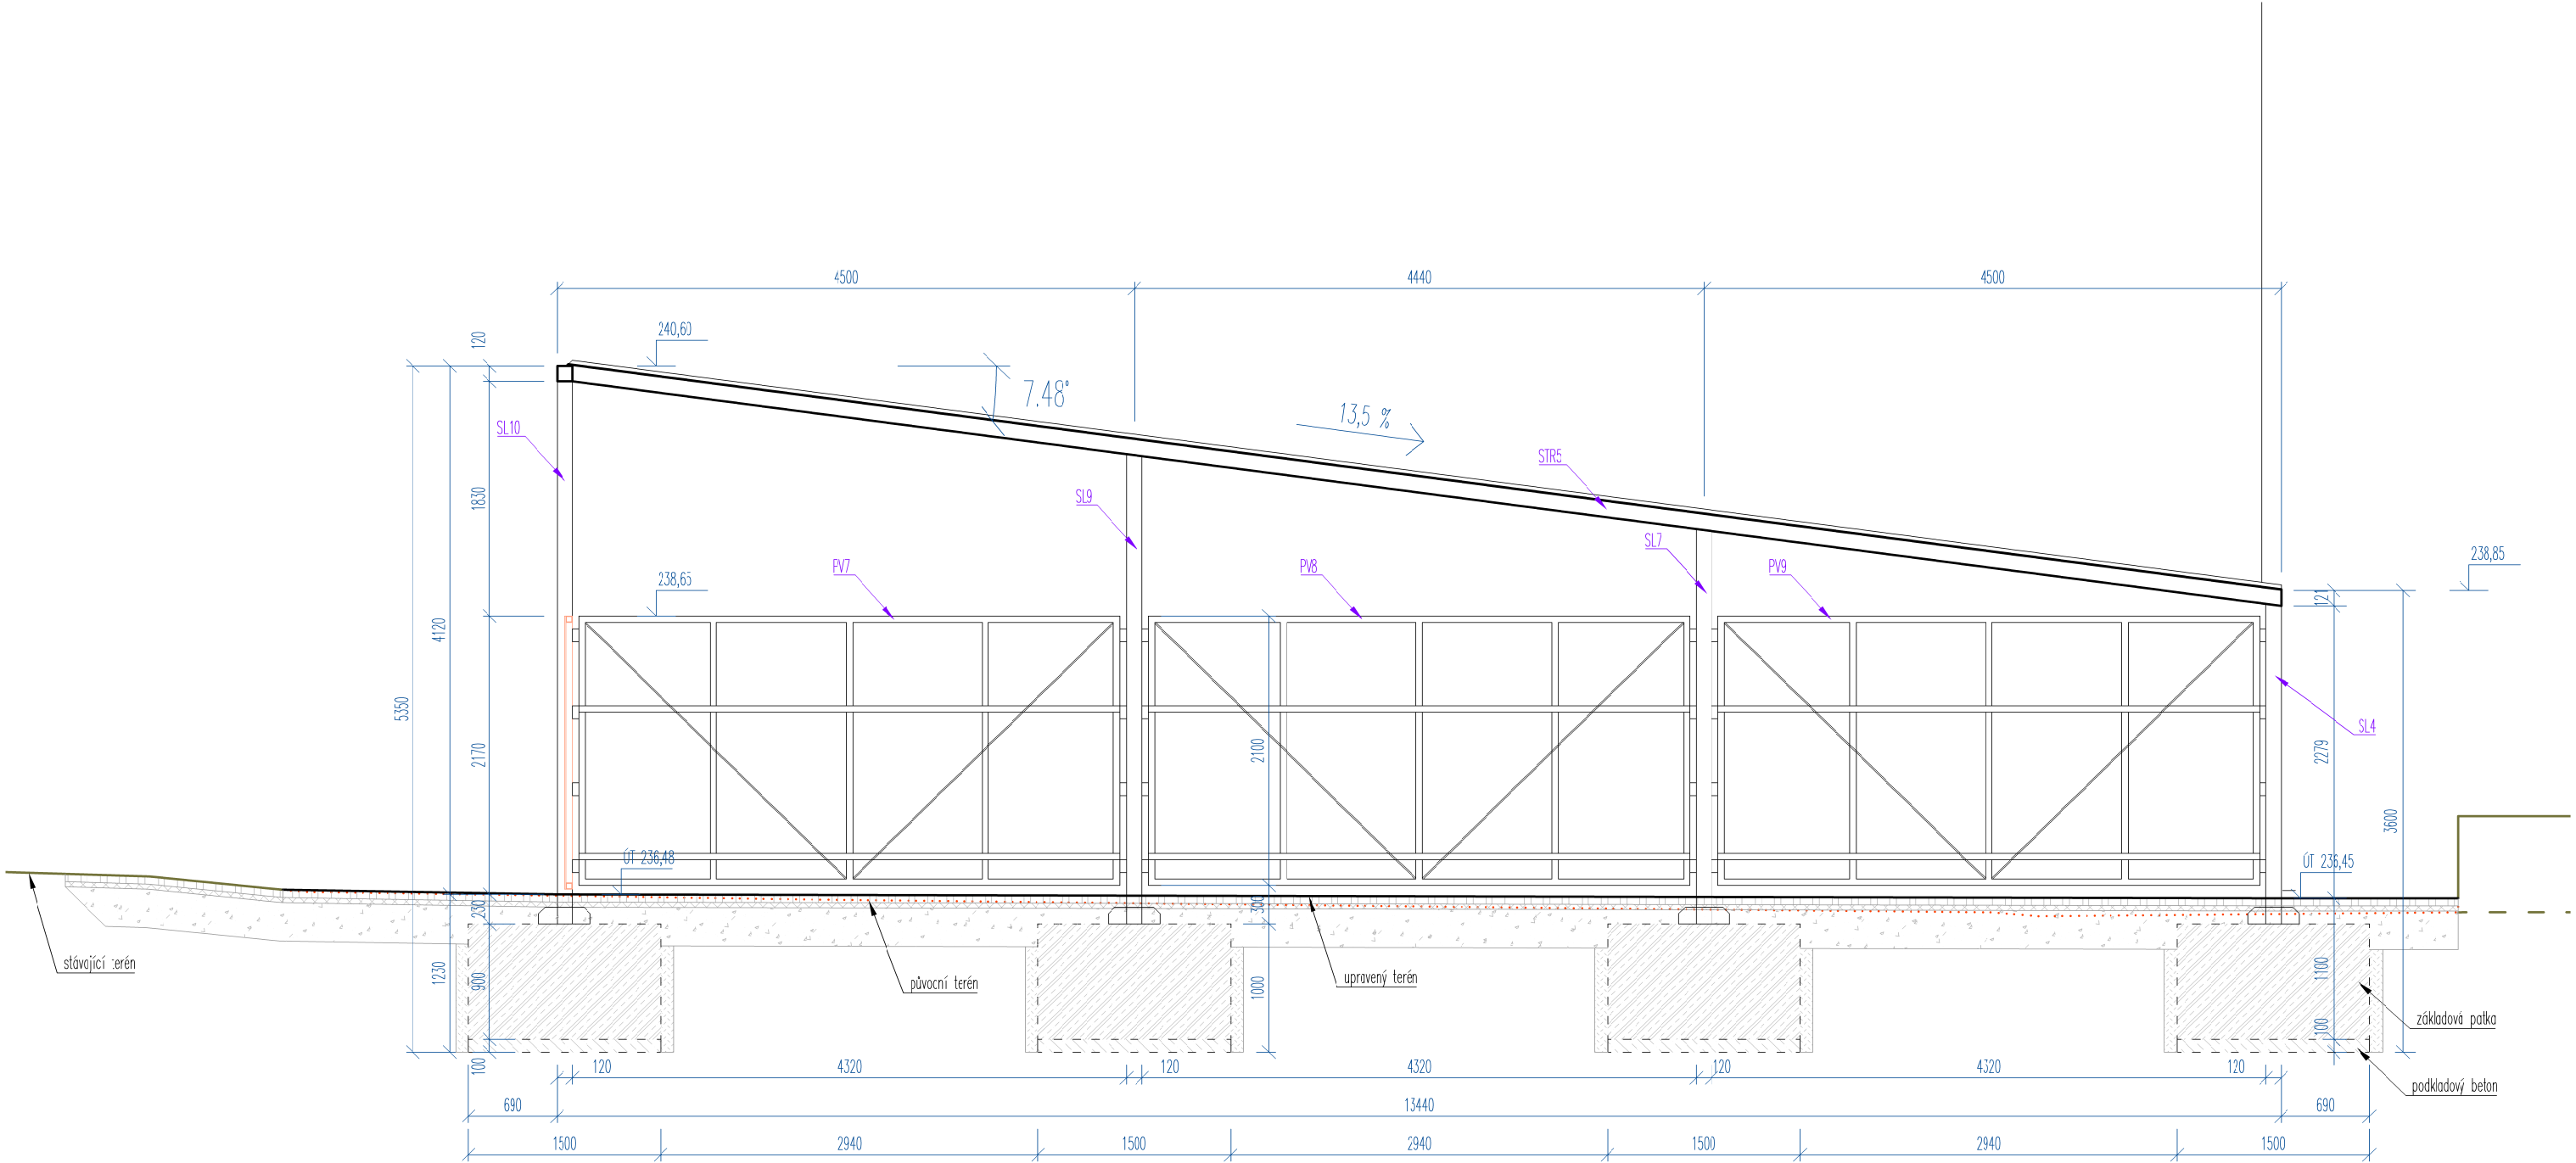 4500
4440
4500
120
240,60
7.48°
13,5 %
SL10
1830
SL9
STR5
SL7
238,85
PV7
PV8
PV9
238,65
121
4120
5350
2170
2100
2279
SL4
3600
ÚT 236,48
ÚT 236,45
230
300
stávající terén
1230
900
původní terén
1000
upravený terén
1100
základová patka
100
100
podkladový beton
120
4320
120
4320
120
4320
120
690
13440
690
1500
2940
1500
2940
1500
2940
1500